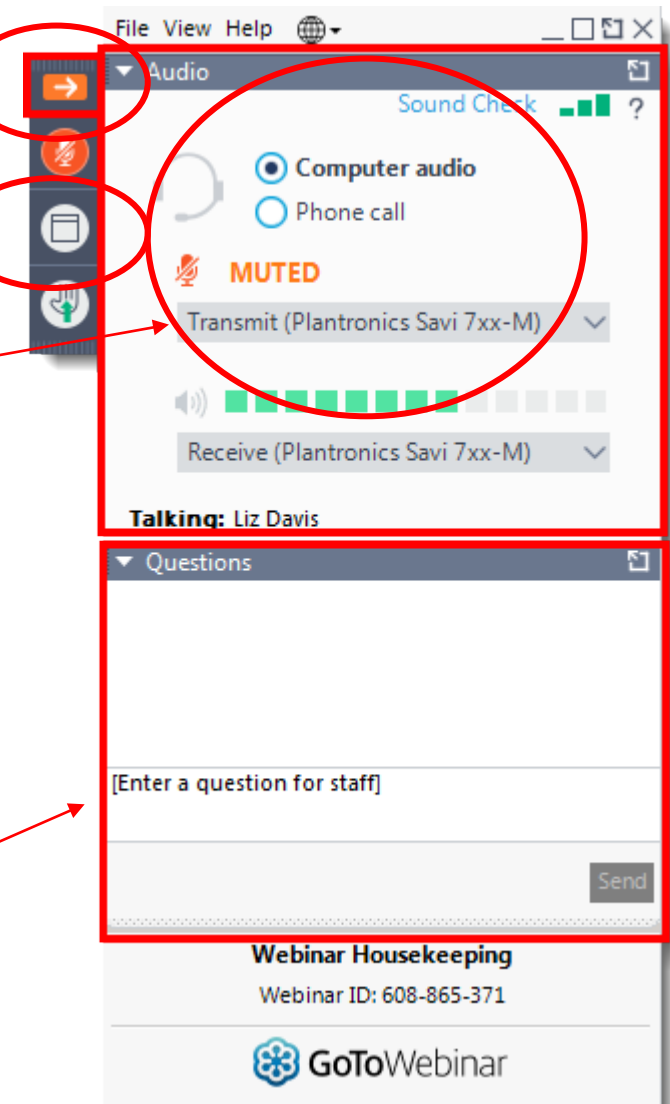 File View Help
Audio
Sound Check ?
Computer audio
Phone call
MUTED
Transmit (Plantronics Savi 7xx-M)
Receive (Plantronics Savi 7xx-M)
Talking: Liz Davis
Questions
[Enter a question for staff]
Send
Webinar Housekeeping
Webinar ID: 608-865-371
GoToWebinar